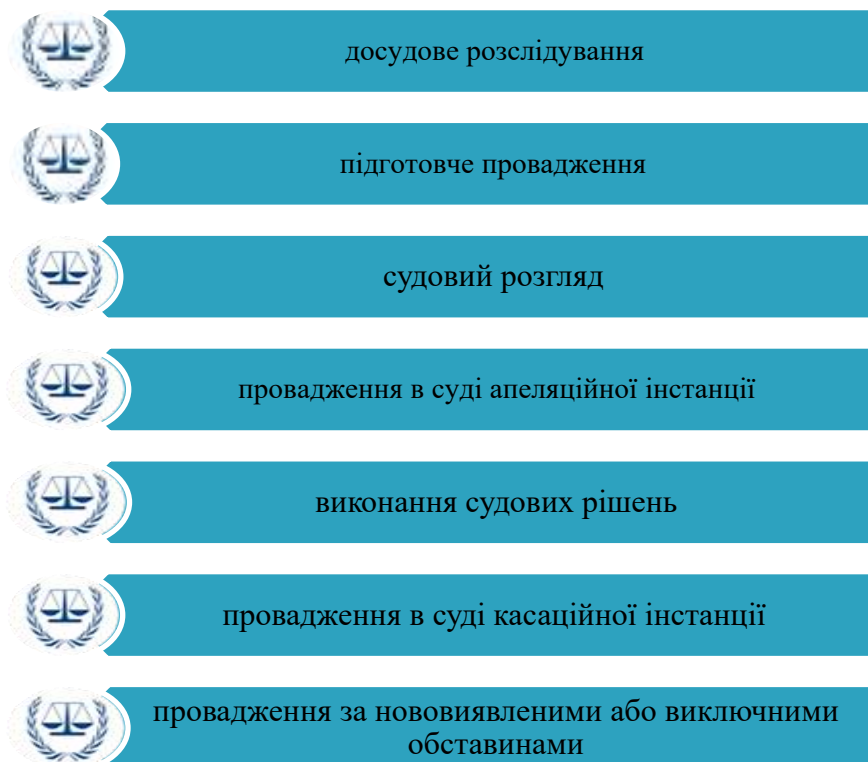 досудове розслідування
підготовче провадження
судовий розгляд
провадження в суді апеляційної інстанції
виконання судових рішень
провадження в суді касаційної інстанції
провадження за нововиявленими або виключними
обставинами